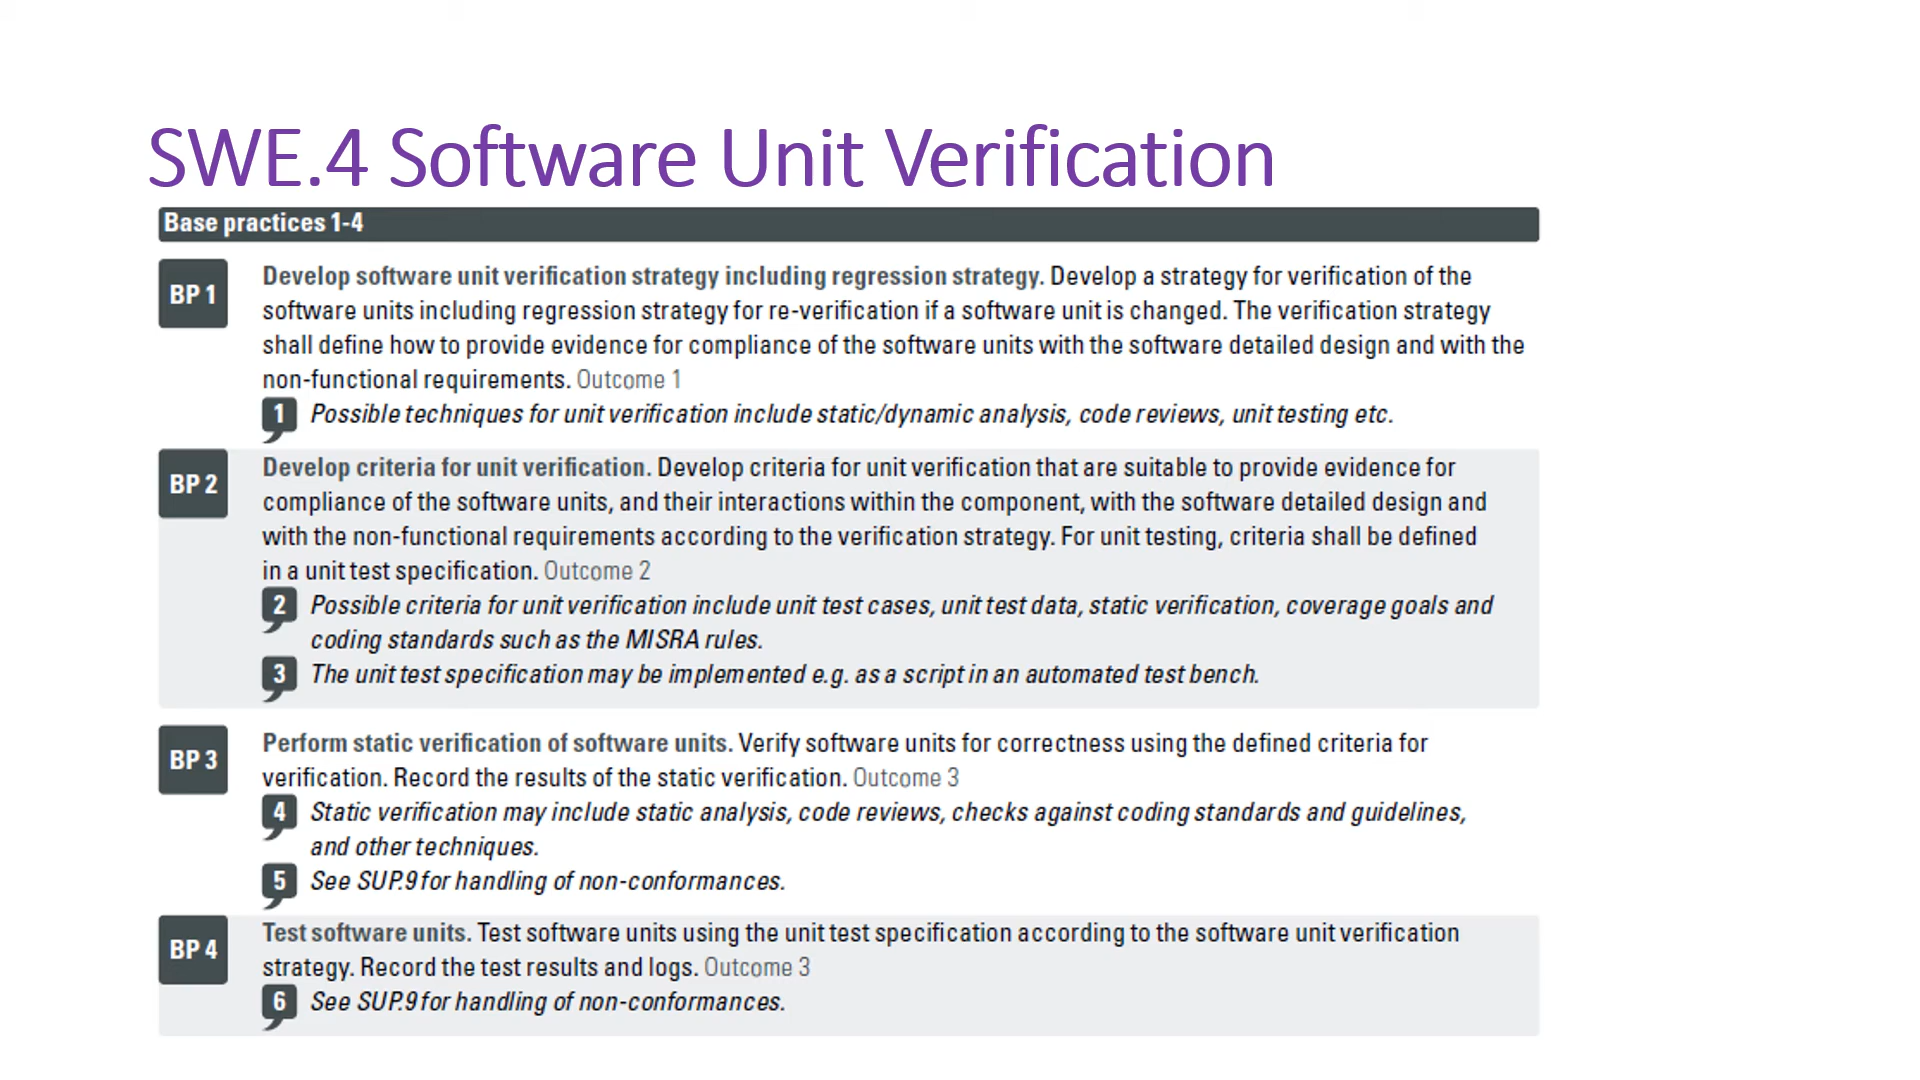 SWE.4 Software Unit Verification
Base practices 1-4
BP 1
Develop software unit verification strategy including regression strategy. Develop a strategy for verification of the
software units including regression strategy for re-verification if a software unit is changed. The verification strategy
shall define how to provide evidence for compliance of the software units with the software detailed design and with the
non-functional requirements. Outcome 1
1 Possible techniques for unit verification include static/dynamic analysis, code reviews, unit testing etc.
BP 2
Develop criteria for unit verification. Develop criteria for unit verification that are suitable to provide evidence for
compliance of the software units, and their interactions within the component, with the software detailed design and
with the non-functional requirements according to the verification strategy. For unit testing, criteria shall be defined
in a unit test specification. Outcome 2
2 Possible criteria for unit verification include unit test cases, unit test data, static verification, coverage goals and
coding standards such as the MISRA rules.
3 The unit test specification may be implemented e.g. as a script in an automated test bench.
BP 3
Perform static verification of software units. Verify software units for correctness using the defined criteria for
verification. Record the results of the static verification. Outcome 3
4 Static verification may include static analysis, code reviews, checks against coding standards and guidelines,
and other techniques.
5 See SUP.9 for handling of non-conformances.
BP 4
Test software units. Test software units using the unit test specification according to the software unit verification
strategy. Record the test results and logs. Outcome 3
6 See SUP.9 for handling of non-conformances.